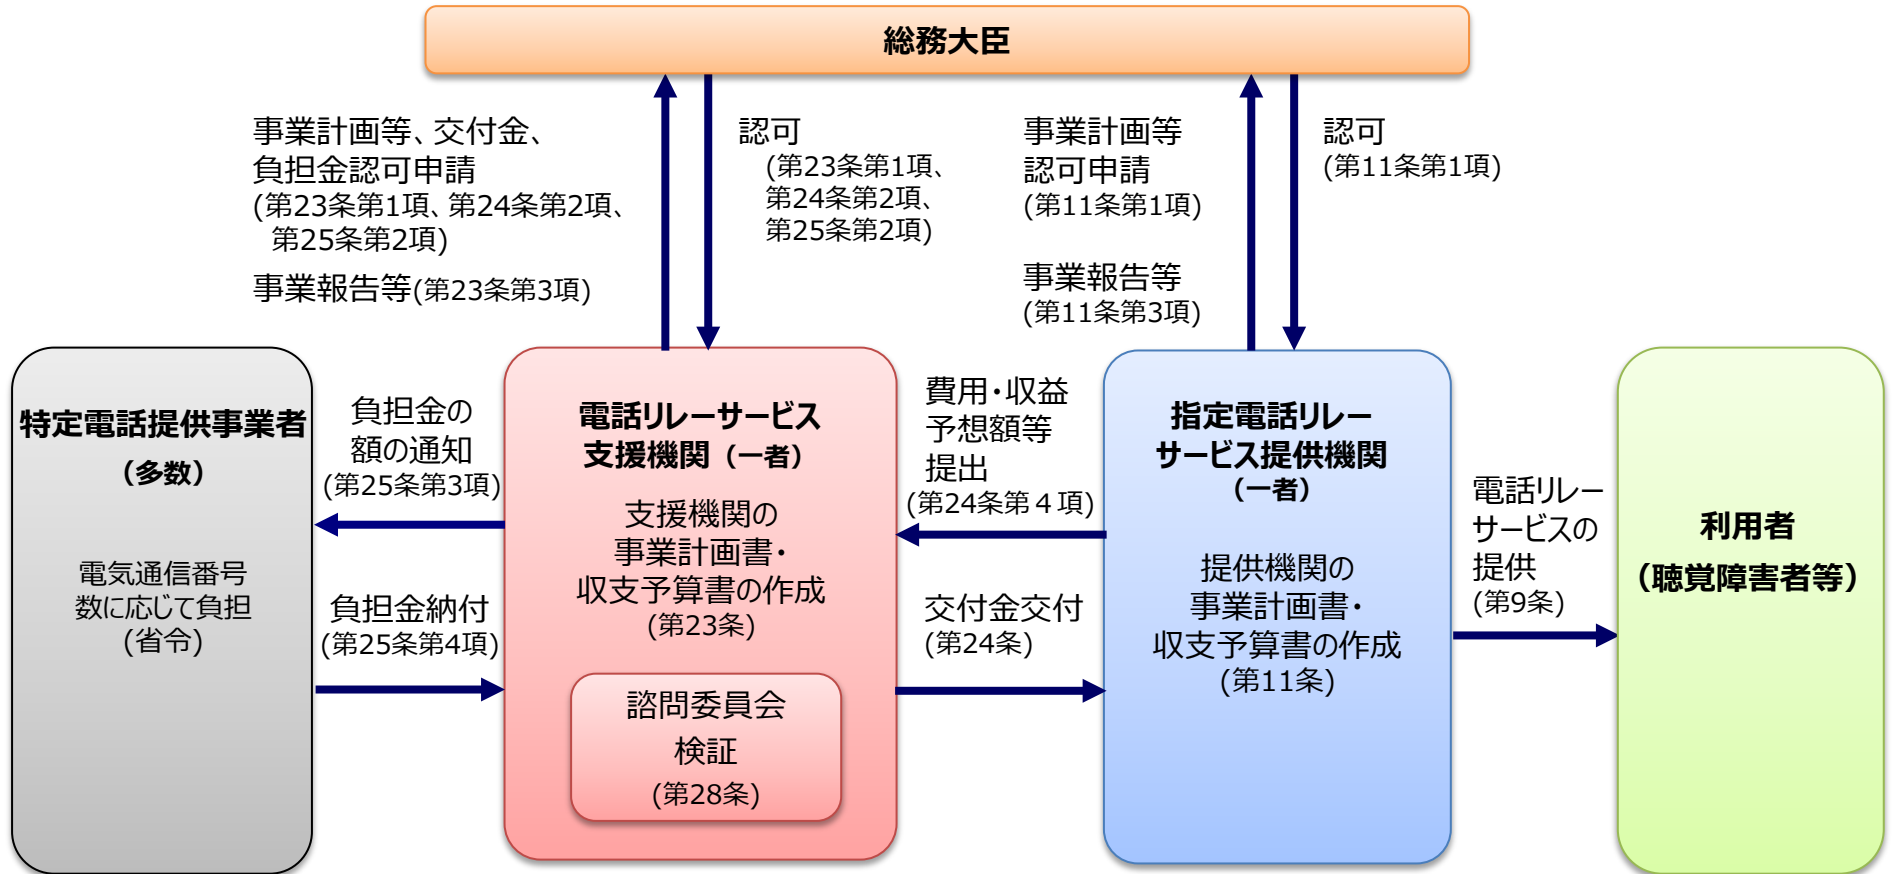 総務大臣
事業計画等、交付金、
負担金認可申請
(第23条第1項、第24条第2項、
第25条第2項)
事業報告等(第23条第3項)
認可
(第23条第1項、
第24条第2項、
第25条第2項)
事業計画等
認可申請
(第11条第1項)
事業報告等
(第11条第3項)
認可
(第11条第1項)
特定電話提供事業者
（多数）
電気通信番号
数に応じて負担
(省令)
負担金の
額の通知
(第25条第3項)
負担金納付
(第25条第4項)
電話リレーサービス
支援機関（一者）
支援機関の
事業計画書・
収支予算書の作成
(第23条)
諮問委員会
検証
(第28条)
費用・収益
予想額等
提出
(第24条第４項)
交付金交付
(第24条)
指定電話リレー
サービス提供機関
（一者）
提供機関の
事業計画書・
収支予算書の作成
(第11条)
電話リレー
サービスの
提供
(第9条)
利用者
（聴覚障害者等）